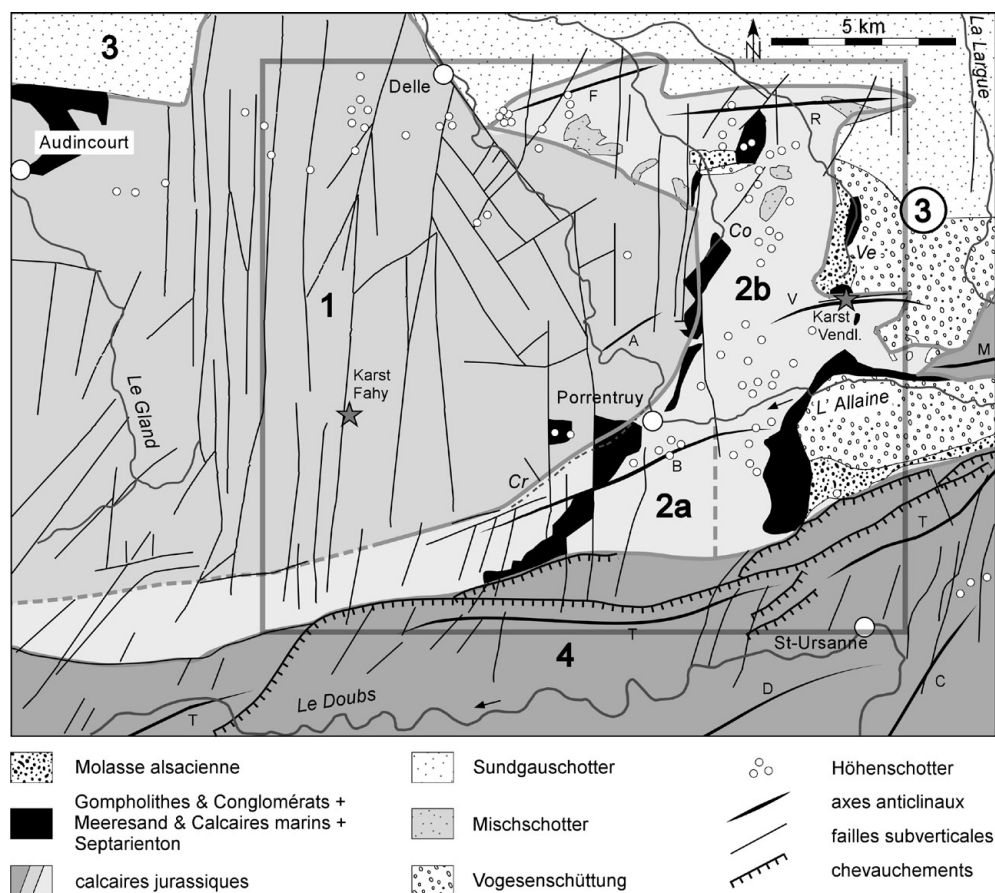 3
5 km
N
La Largue
Delle
F
R
Audincourt
3
Co
Ve
2b
1
V
Karst
Vendl.
A
M
Karst
Fahy
Porrentruy
L' Allaine
Le Gland
B
Cr
2a
T
St-Ursanne
T
4
Le Doubs
D
C
T
Molasse alsacienne
Gompholithes & Conglomérats +
Meeresand & Calcaires marins +
Septarienton
calcaires jurassiques
Sundgauschotter
Mischschotter
Vogesenschüttung
Höhenschotter
axes anticlinaux
failles subverticales
chevauchements